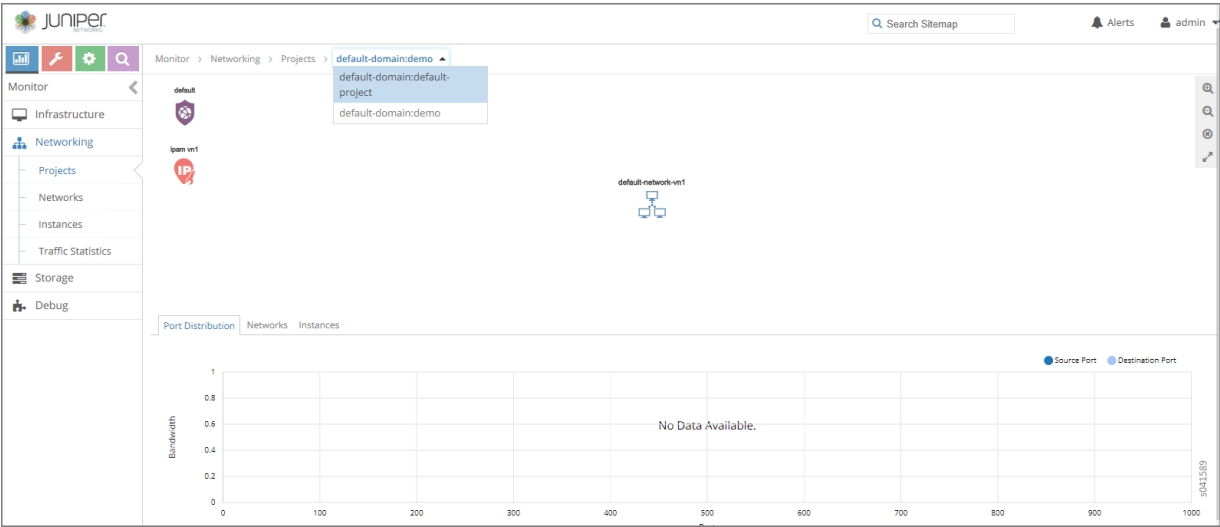 JUNIPER
NETWORKS
Search Sitemap
Alerts
admin
Monitor > Networking > Projects > default-domain:demo
default-domain:default-
project
default-domain:demo
Monitor
Infrastructure
Networking
Projects
Networks
Instances
Traffic Statistics
Storage
Debug
default
ipam vn1
IP
default-network-vn1
Port Distribution Networks Instances
Source Port Destination Port
Bandwidth
1
0.8
0.6
0.4
0.2
0
No Data Available.
0 100 200 300 400 500 600 700 800 900 1000
s041589